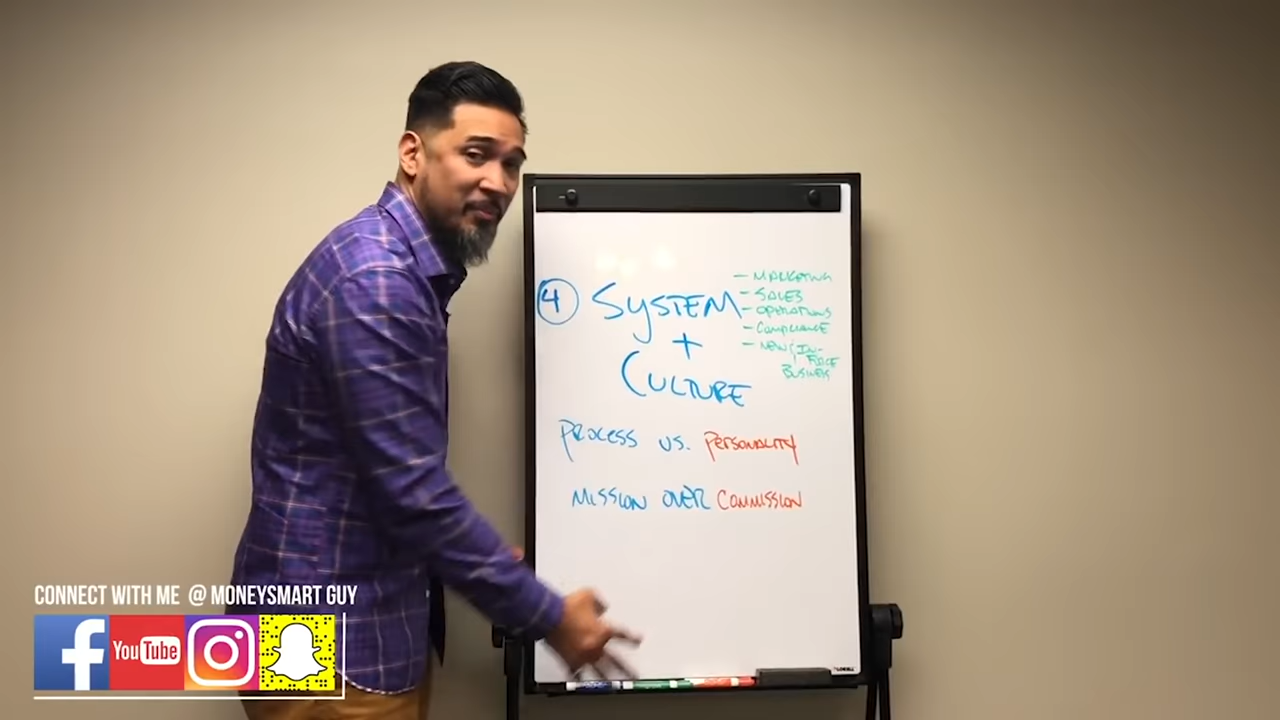 4 SYSTEM
+
CULTURE
- MARKETING
- SALES
- OPERATIONS
- COMPLIANCE
- NEW/IN-
FORCE
BUSINESS
PROCESS VS. PERSONALITY
MISSION OVER COMMISSION
CONNECT WITH ME @ MONEYSMART GUY
f YouTube